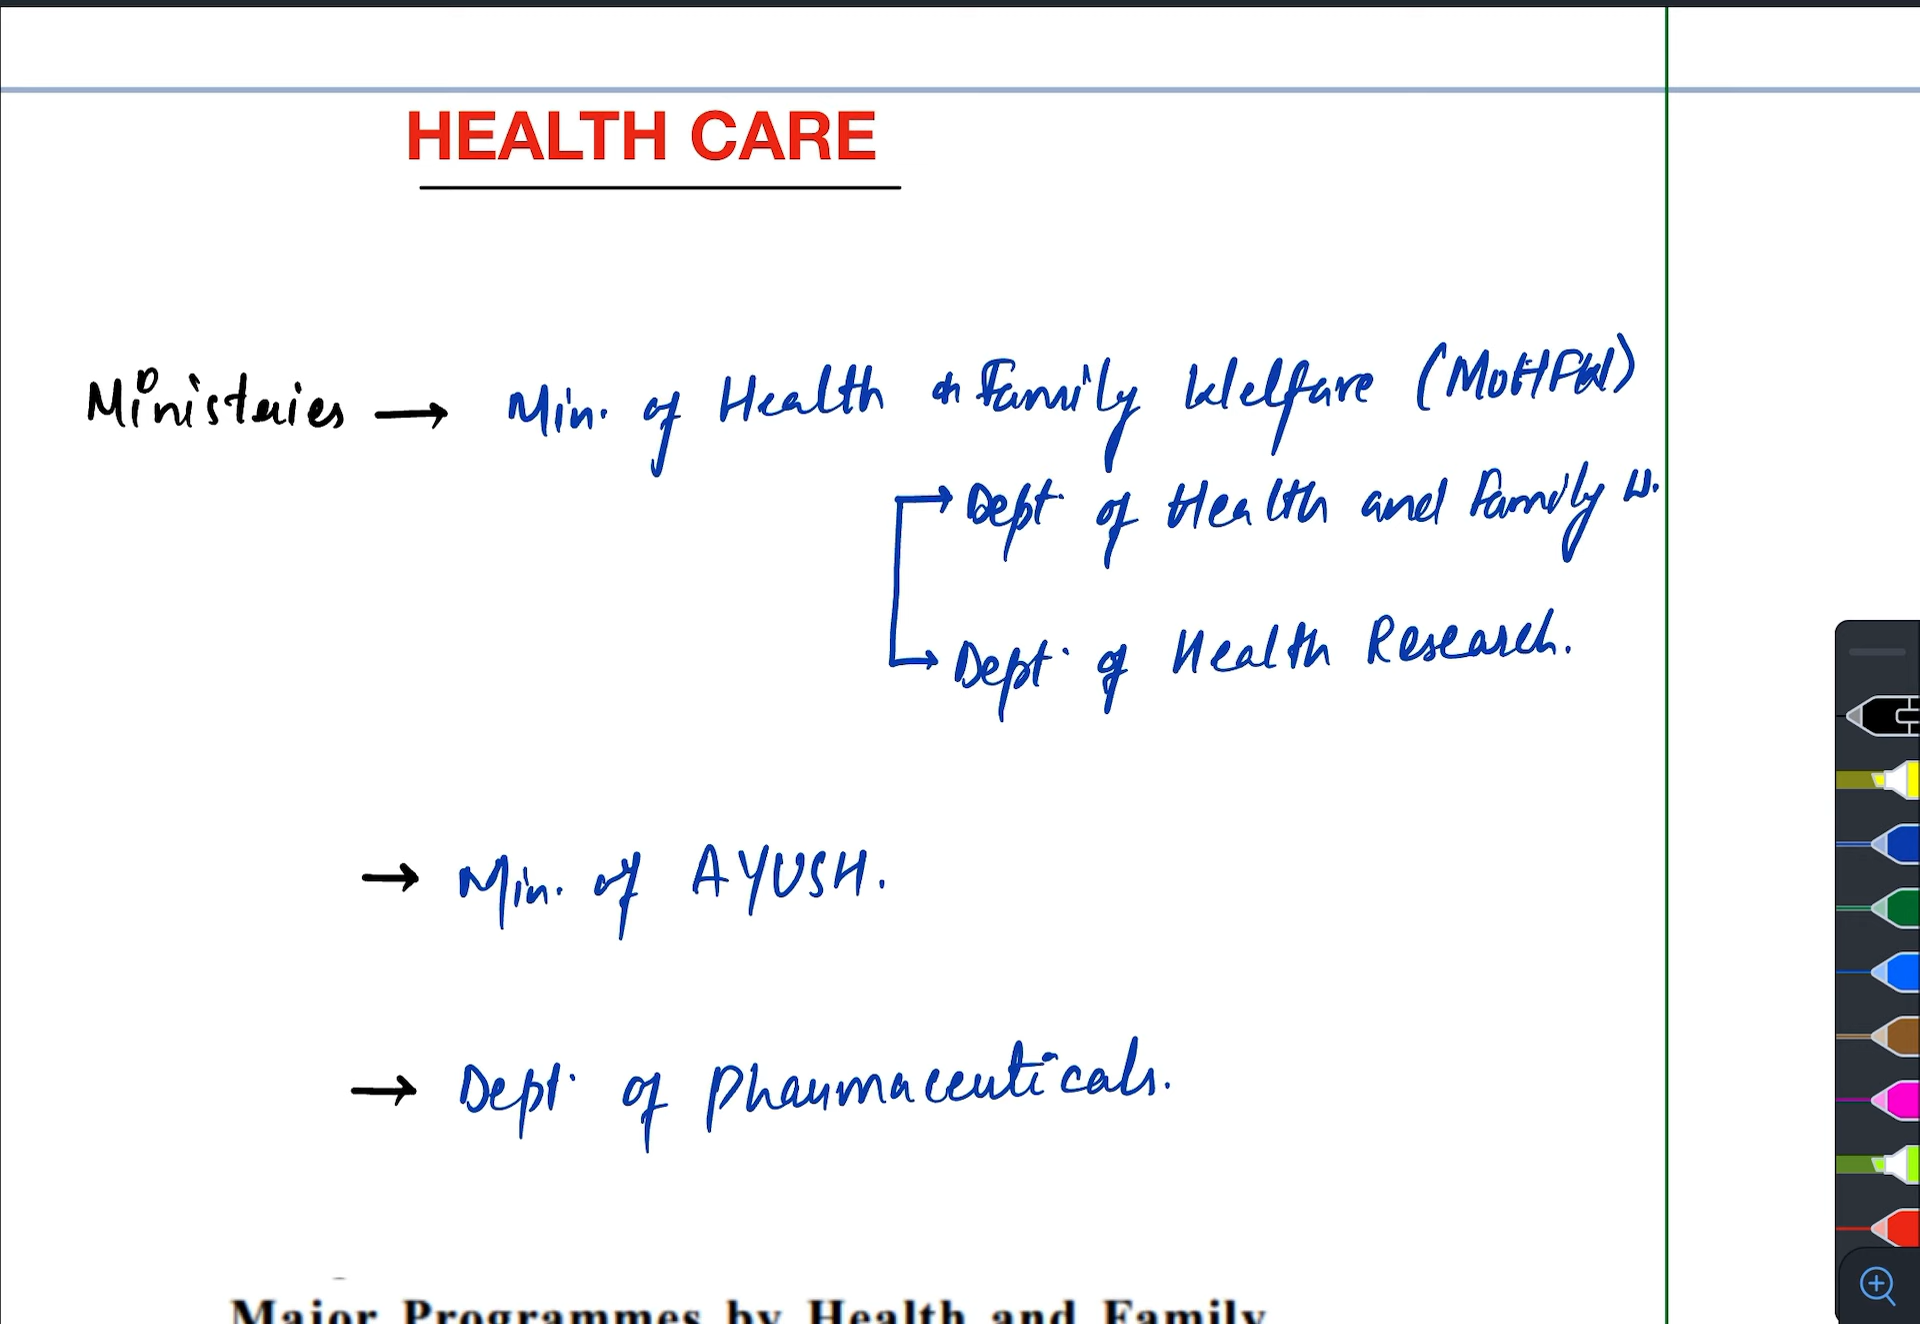 HEALTH CARE
Ministeries → Min. of Health & Family Welfare (MoHFW)
→ Dept. of Health and Family W.
→ Dept. of Health Research.
→ Min. of AYUSH.
→ Dept. of Pharmaceuticals.
Major Programmes by Health and Family